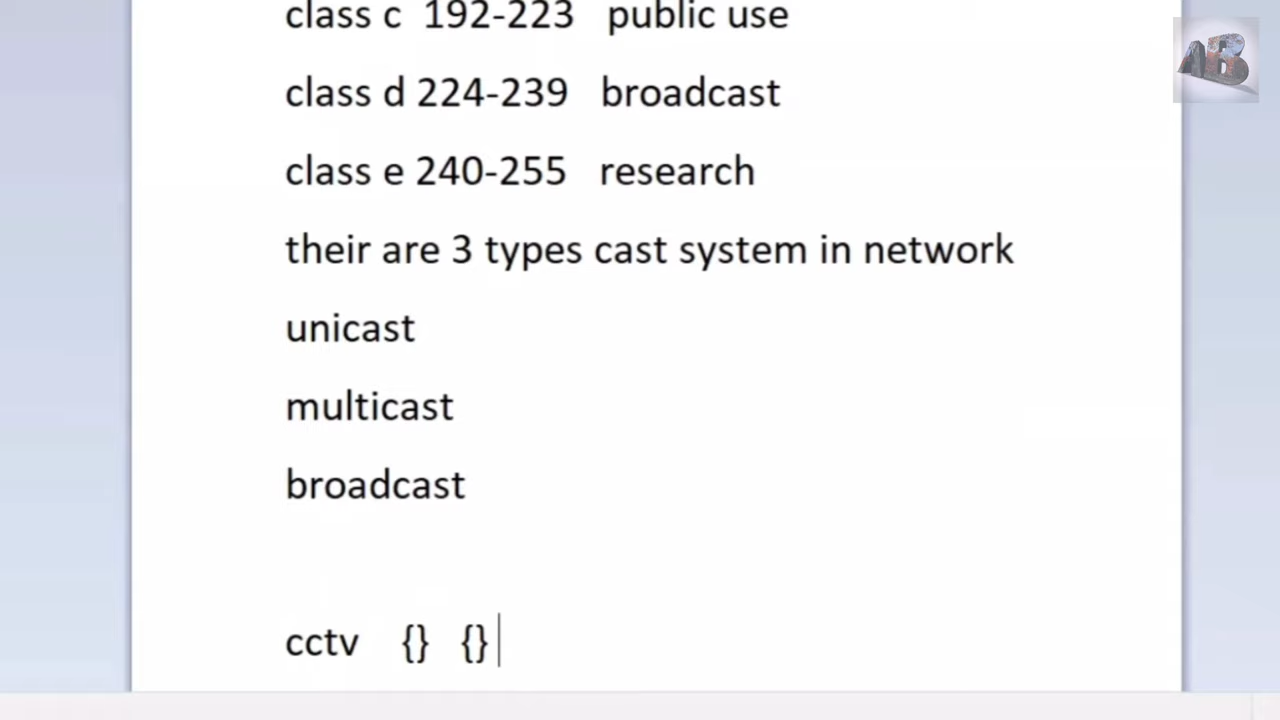 class c 192-223 public use
class d 224-239 broadcast
class e 240-255 research
their are 3 types cast system in network
unicast
multicast
broadcast
cctv {} {}
AB